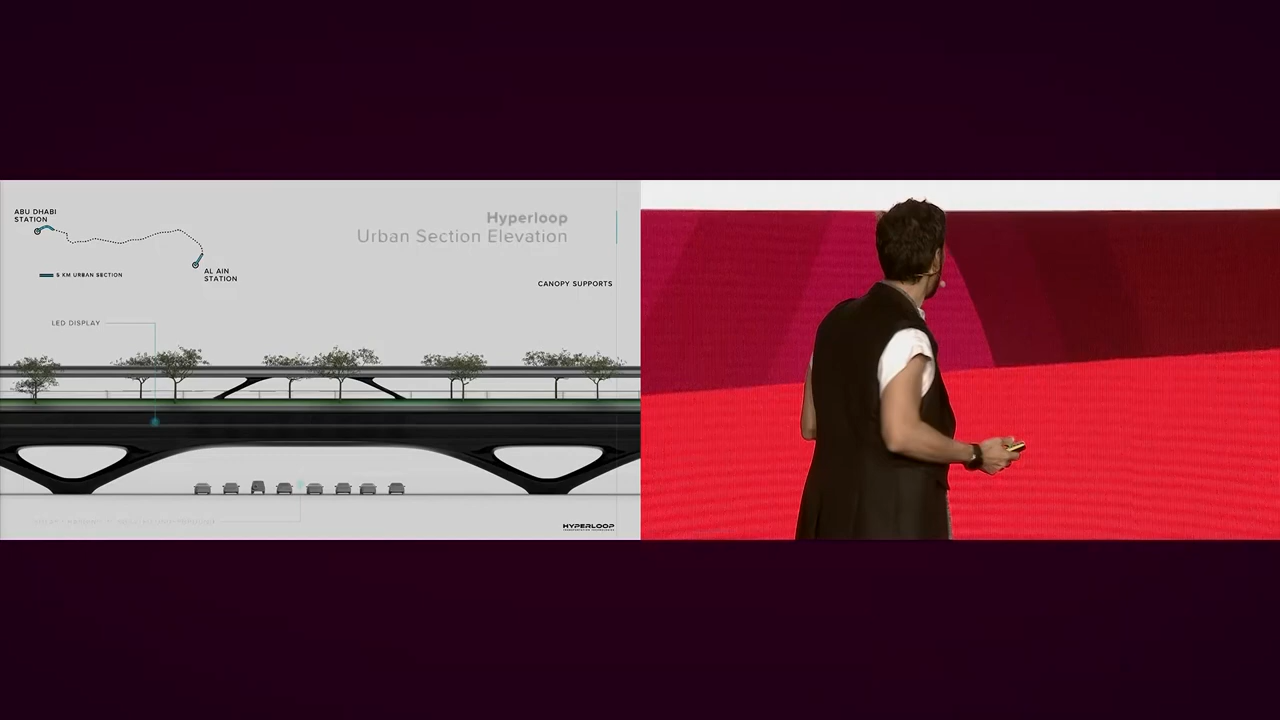 ABU DHABI
STATION
Hyperloop
Urban Section Elevation
AL AIN
STATION
5 KM URBAN SECTION
CANOPY SUPPORTS
LED DISPLAY
HYPERLOOP